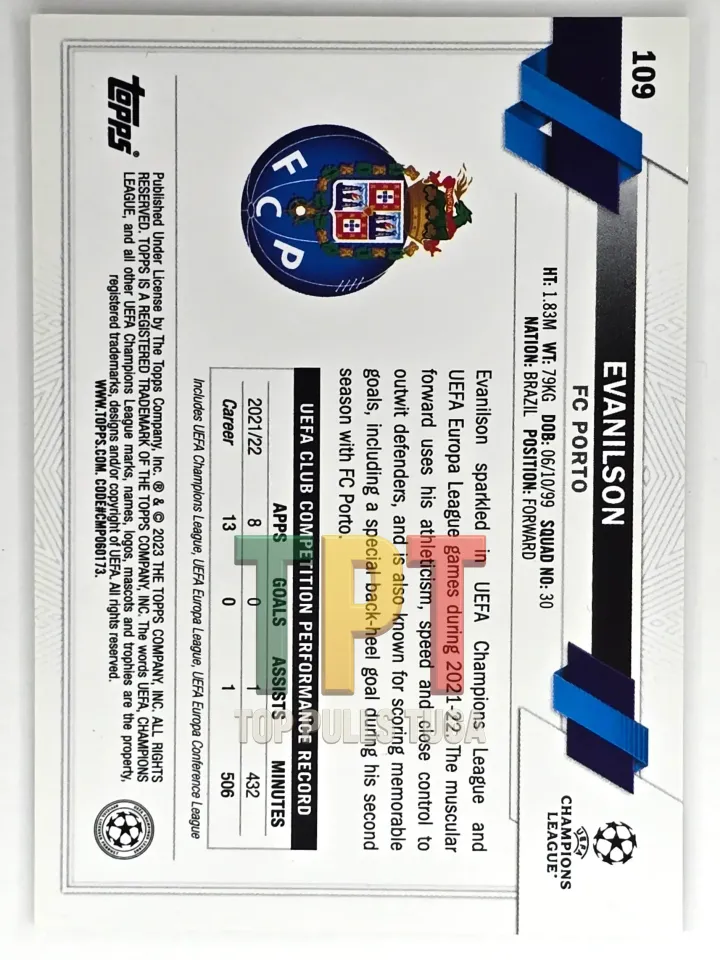 109
EVANILSON
FC PORTO
HT: 1.83M WT: 79KG DOB: 06/10/99 SQUAD NO: 30
NATION: BRAZIL POSITION: FORWARD
UEFA
CHAMPIONS
LEAGUE
FCP
Evanilson sparkled in UEFA Champions League and
UEFA Europa League games during 2021-22. The muscular
forward uses his athleticism, speed and close control to
outwit defenders, and is also known for scoring memorable
goals, including a special back-heel goal during his second
season with FC Porto.
UEFA CLUB COMPETITION PERFORMANCE RECORD
APPS GOALS ASSISTS MINUTES
2021/22 8 0 1 432
Career 13 0 1 506
Includes UEFA Champions League, UEFA Europa League, UEFA Europa Conference League
TPT
TOP PULLS TUGA
topps®
Published Under License by The Topps Company, Inc. ® & © 2023 THE TOPPS COMPANY, INC. ALL RIGHTS
RESERVED. TOPPS IS A REGISTERED TRADEMARK OF THE TOPPS COMPANY, INC. The words UEFA, CHAMPIONS
LEAGUE, and all other UEFA Champions League marks, names, logos, mascots and trophies are the property,
registered trademarks, designs and/or copyright of UEFA. All rights reserved.
WWW.TOPPS.COM. CODE#CMP060173.